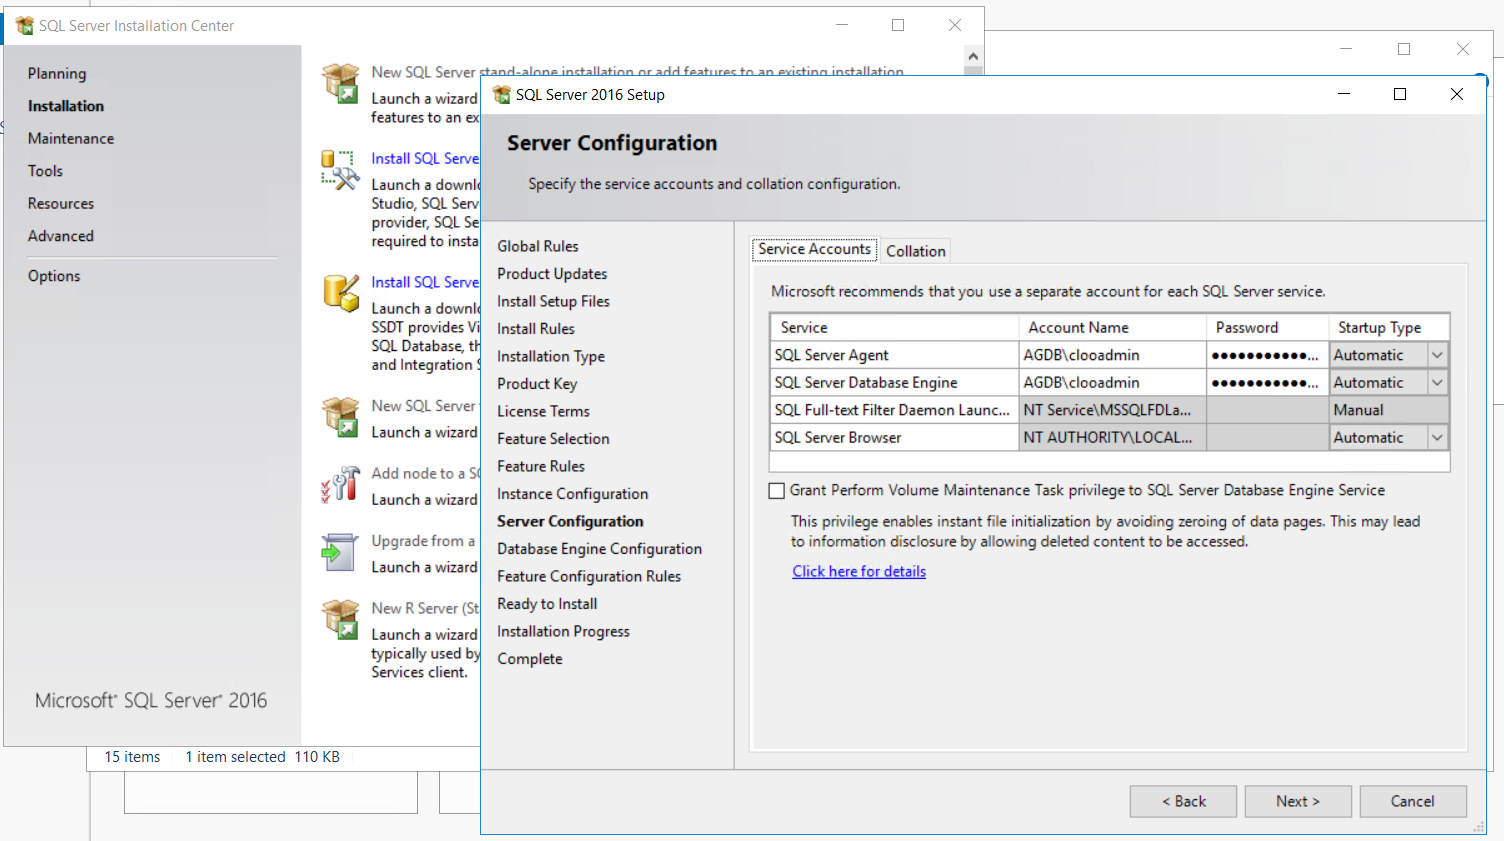 SQL Server Installation Center
Planning
Installation
Maintenance
Tools
Resources
Advanced
Options
Microsoft® SQL Server® 2016
New SQL Server stand-alone installation or add features to an existing installation
Launch a wizard
features to an ex
Install SQL Serve
Launch a downl
Studio, SQL Serv
provider, SQL Se
required to insta
Install SQL Serve
Launch a downl
SSDT provides Vi
SQL Database, th
and Integration S
New SQL Server
Launch a wizard
Add node to a SQ
Launch a wizard
Upgrade from a
Launch a wizard
New R Server (St
Launch a wizard
typically used by
Services client.
15 items 1 item selected 110 KB
SQL Server 2016 Setup
Server Configuration
Specify the service accounts and collation configuration.
Global Rules
Product Updates
Install Setup Files
Install Rules
Installation Type
Product Key
License Terms
Feature Selection
Feature Rules
Instance Configuration
Server Configuration
Database Engine Configuration
Feature Configuration Rules
Ready to Install
Installation Progress
Complete
Service Accounts Collation
Microsoft recommends that you use a separate account for each SQL Server service.
Service Account Name Password Startup Type
SQL Server Agent AGDB\clooadmin ●●●●●●●●●●●... Automatic
SQL Server Database Engine AGDB\clooadmin ●●●●●●●●●●●... Automatic
SQL Full-text Filter Daemon Launc... NT Service\MSSQLFDLa... Manual
SQL Server Browser NT AUTHORITY\LOCAL... Automatic
Grant Perform Volume Maintenance Task privilege to SQL Server Database Engine Service
This privilege enables instant file initialization by avoiding zeroing of data pages. This may lead
to information disclosure by allowing deleted content to be accessed.
Click here for details
< Back Next > Cancel